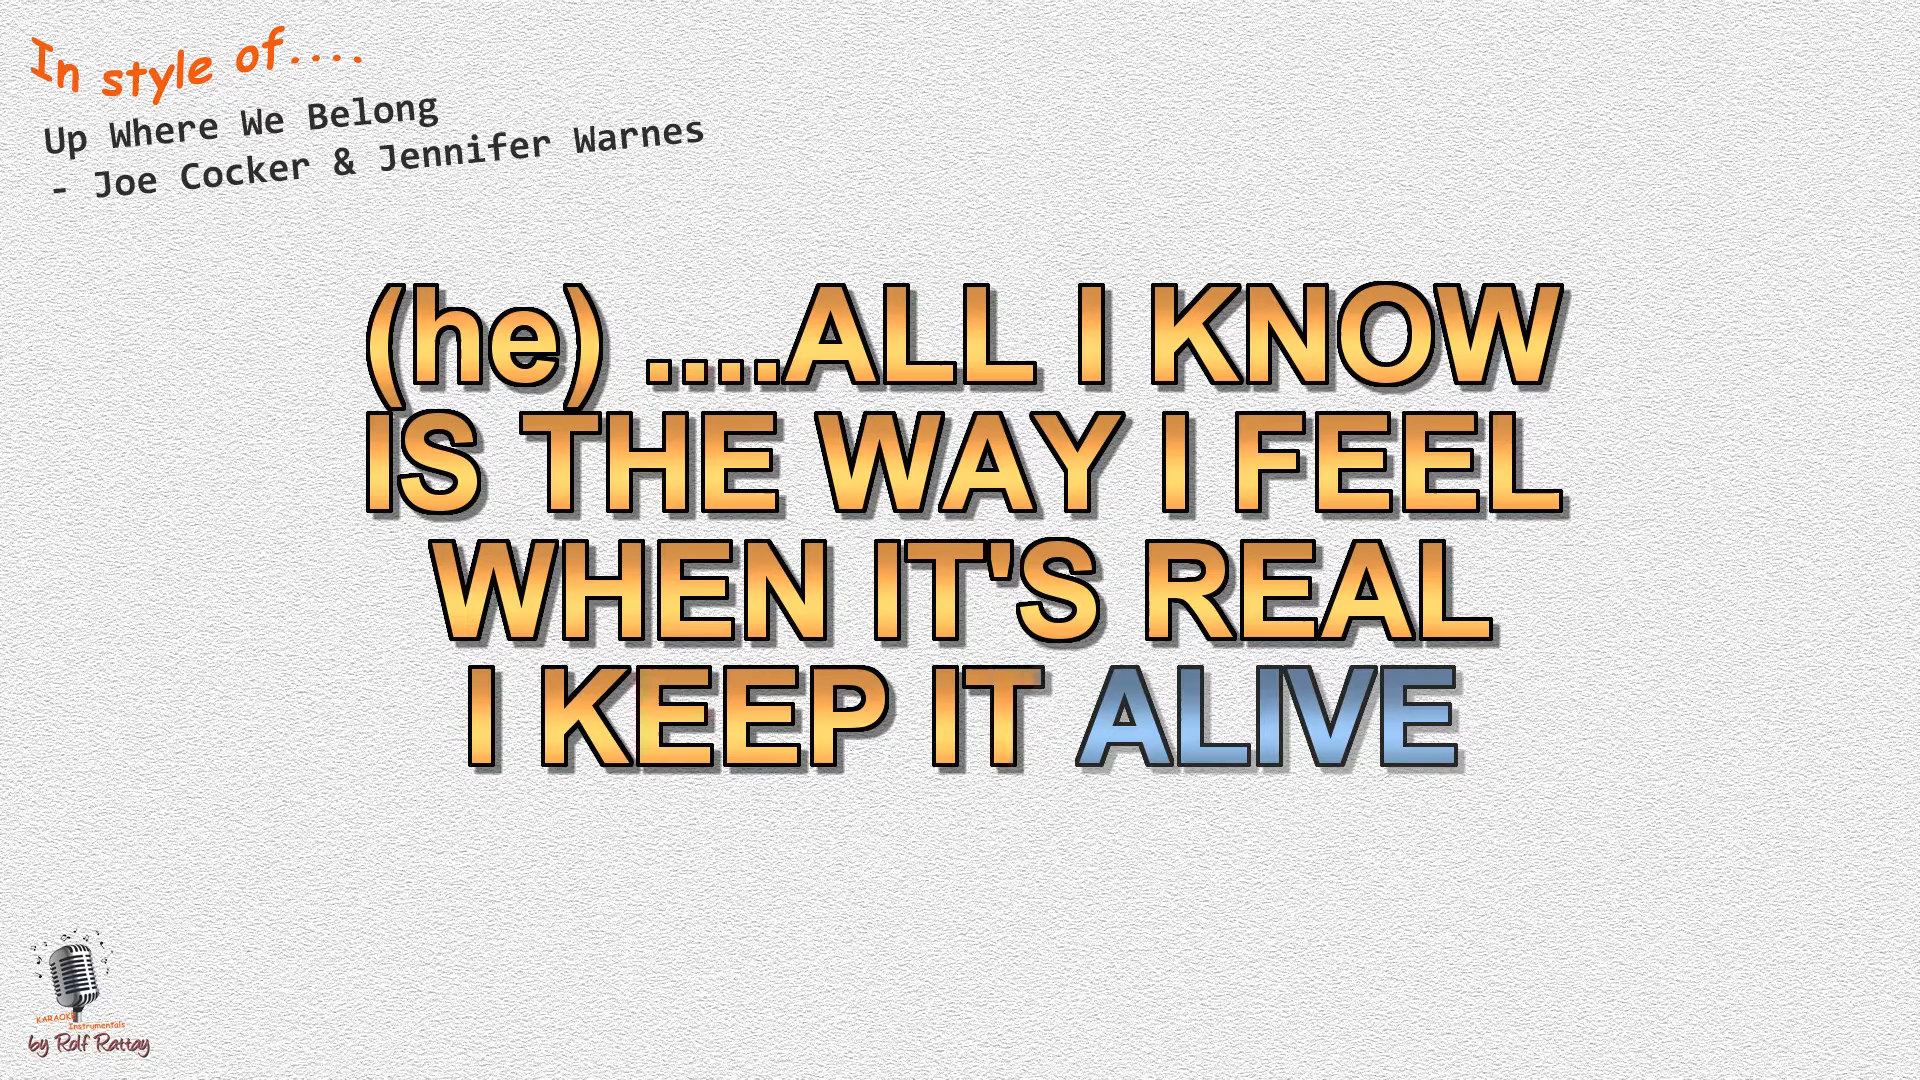 In style of....
Up Where We Belong
- Joe Cocker & Jennifer Warnes
(he) ....ALL I KNOW
IS THE WAY I FEEL
WHEN IT'S REAL
I KEEP IT ALIVE
KARAOKE
Instrumentals
by Rolf Rattay